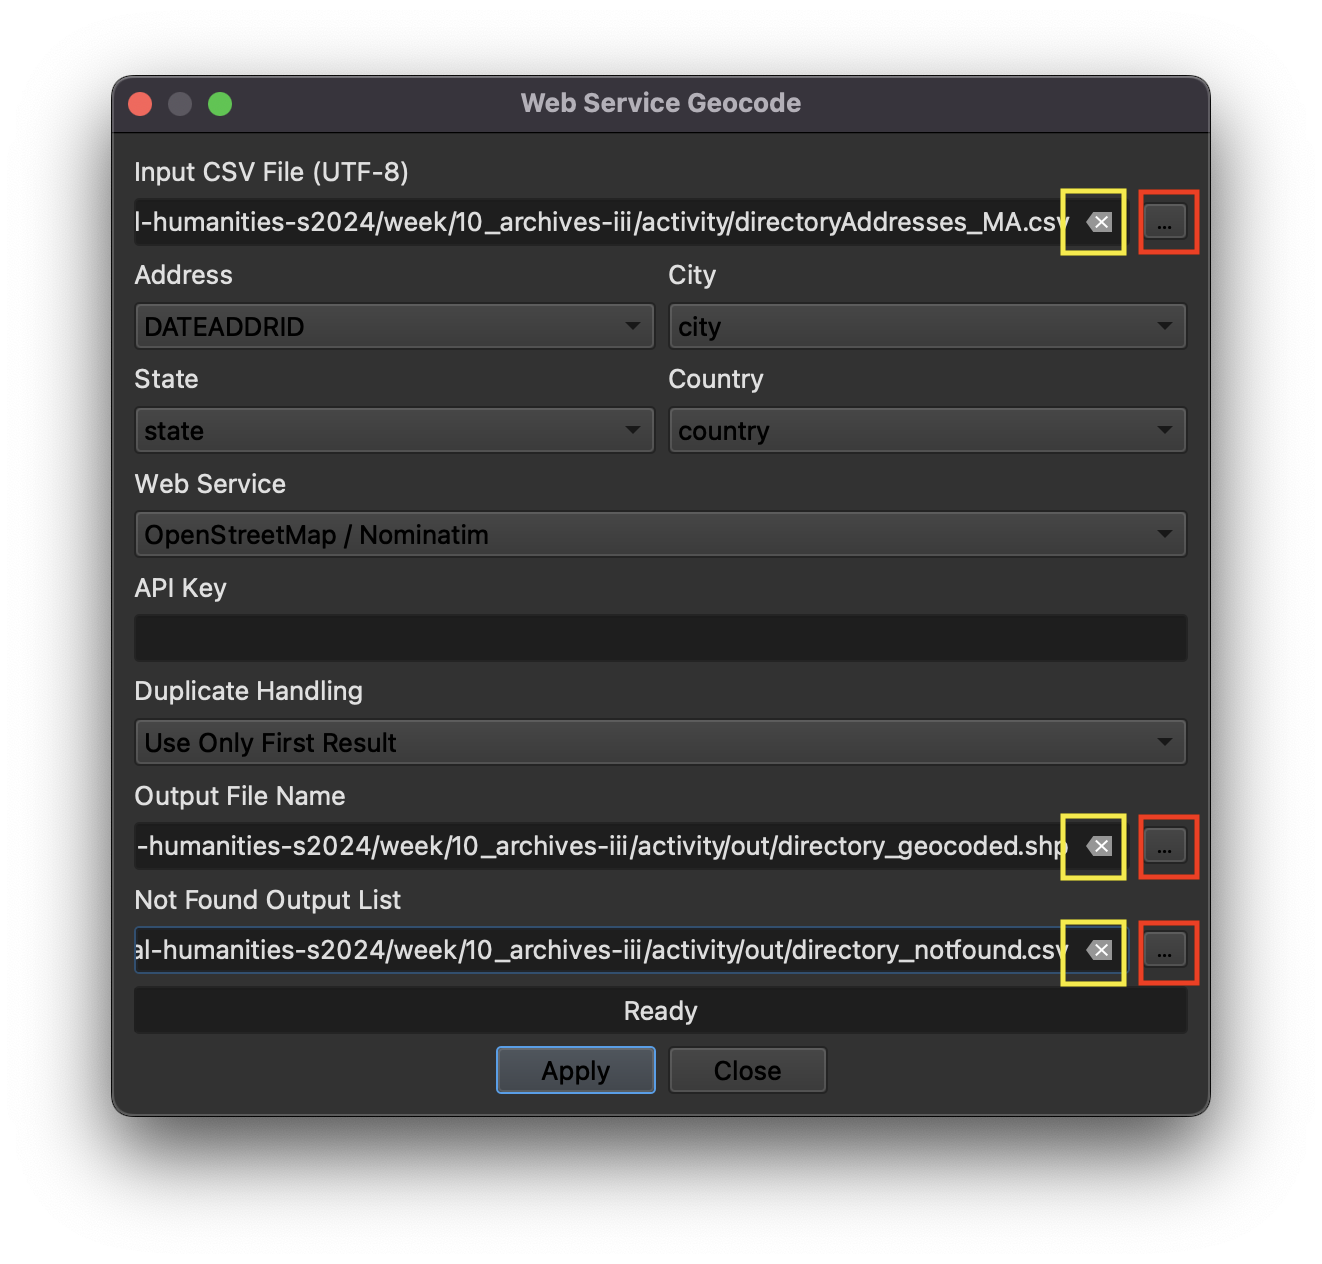 Web Service Geocode
Input CSV File (UTF-8)
l-humanities-s2024/week/10_archives-iii/activity/directoryAddresses_MA.csv
...
Address
City
DATEADDRID
city
State
Country
state
country
Web Service
OpenStreetMap / Nominatim
API Key
Duplicate Handling
Use Only First Result
Output File Name
-humanities-s2024/week/10_archives-iii/activity/out/directory_geocoded.shp
...
Not Found Output List
al-humanities-s2024/week/10_archives-iii/activity/out/directory_notfound.csv
...
Ready
Apply
Close